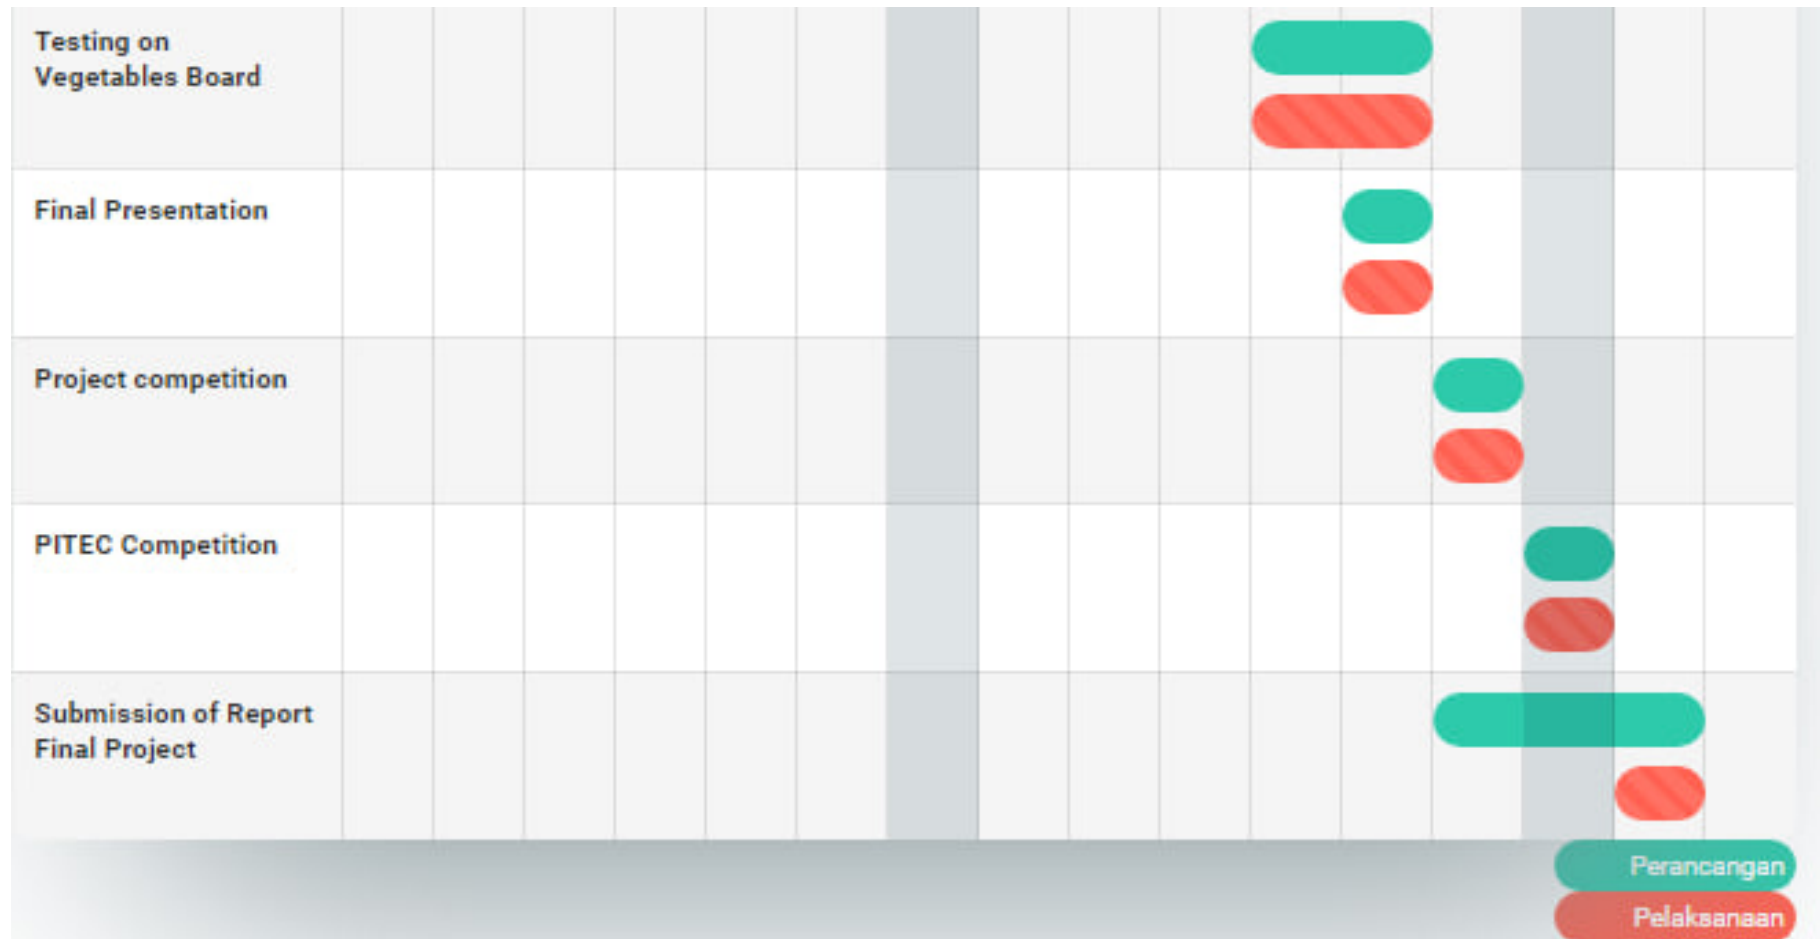 Testing on
Vegetables Board
Final Presentation
Project competition
PITEC Competition
Submission of Report
Final Project
Perancangan
Pelaksanaan